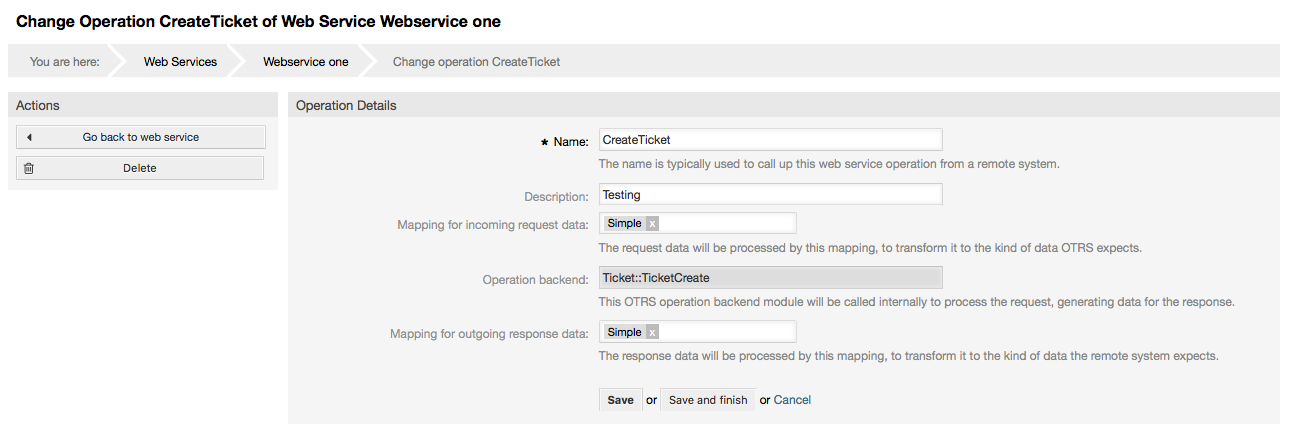 Change Operation CreateTicket of Web Service Webservice one
You are here: Web Services Webservice one Change operation CreateTicket
Actions
Go back to web service
Delete
Operation Details
★ Name: CreateTicket
The name is typically used to call up this web service operation from a remote system.
Description: Testing
Mapping for incoming request data: Simple x
The request data will be processed by this mapping, to transform it to the kind of data OTRS expects.
Operation backend: Ticket::TicketCreate
This OTRS operation backend module will be called internally to process the request, generating data for the response.
Mapping for outgoing response data: Simple x
The response data will be processed by this mapping, to transform it to the kind of data the remote system expects.
Save or Save and finish or Cancel